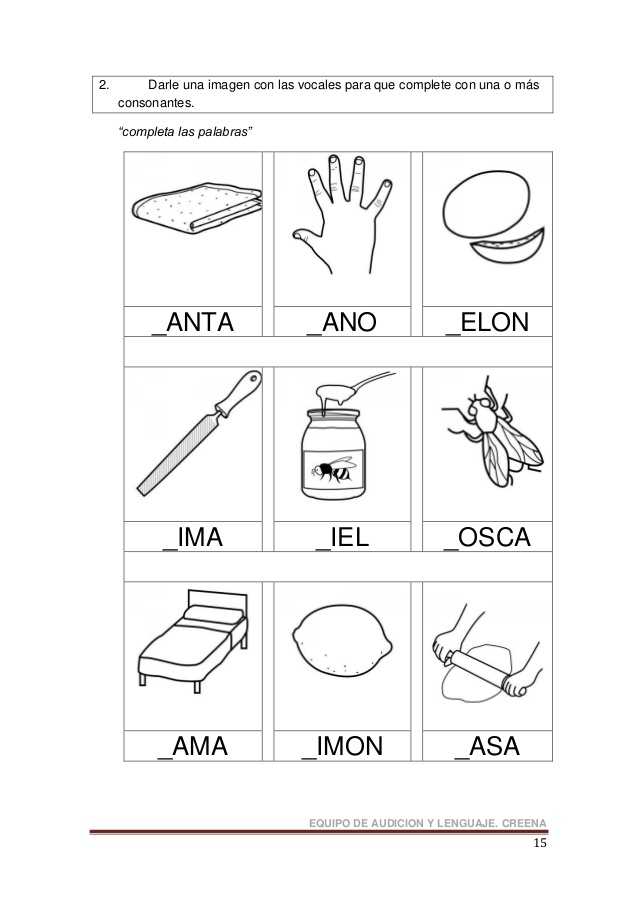 2. Darle una imagen con las vocales para que complete con una o más
consonantes.
“completa las palabras”
_ANTA _ANO _ELON
_IMA _IEL _OSCA
_AMA _IMON _ASA
EQUIPO DE AUDICION Y LENGUAJE. CREENA
15